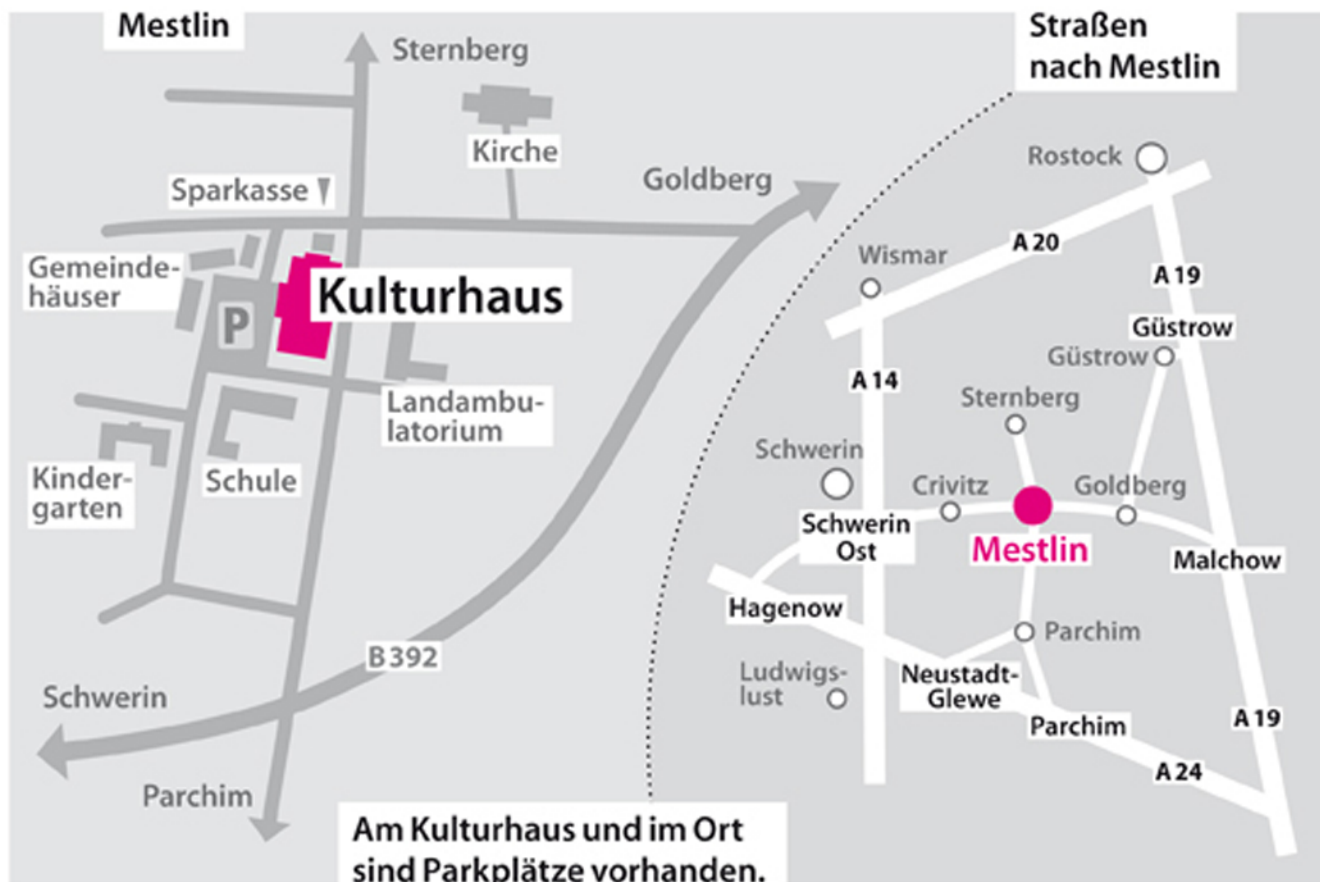 Mestlin
Sternberg
Kirche
Sparkasse
Goldberg
Gemeinde-
häuser
Kulturhaus
P
Landambu-
latorium
Kinder-
garten
Schule
B 392
Schwerin
Parchim
Am Kulturhaus und im Ort
sind Parkplätze vorhanden.
Straßen
nach Mestlin
Rostock
A 20
Wismar
A 19
Güstrow
Güstrow
A 14
Sternberg
Schwerin
Crivitz
Goldberg
Schwerin
Ost
Mestlin
Malchow
Hagenow
Parchim
Ludwigs-
lust
Neustadt-
Glewe
Parchim
A 19
A 24